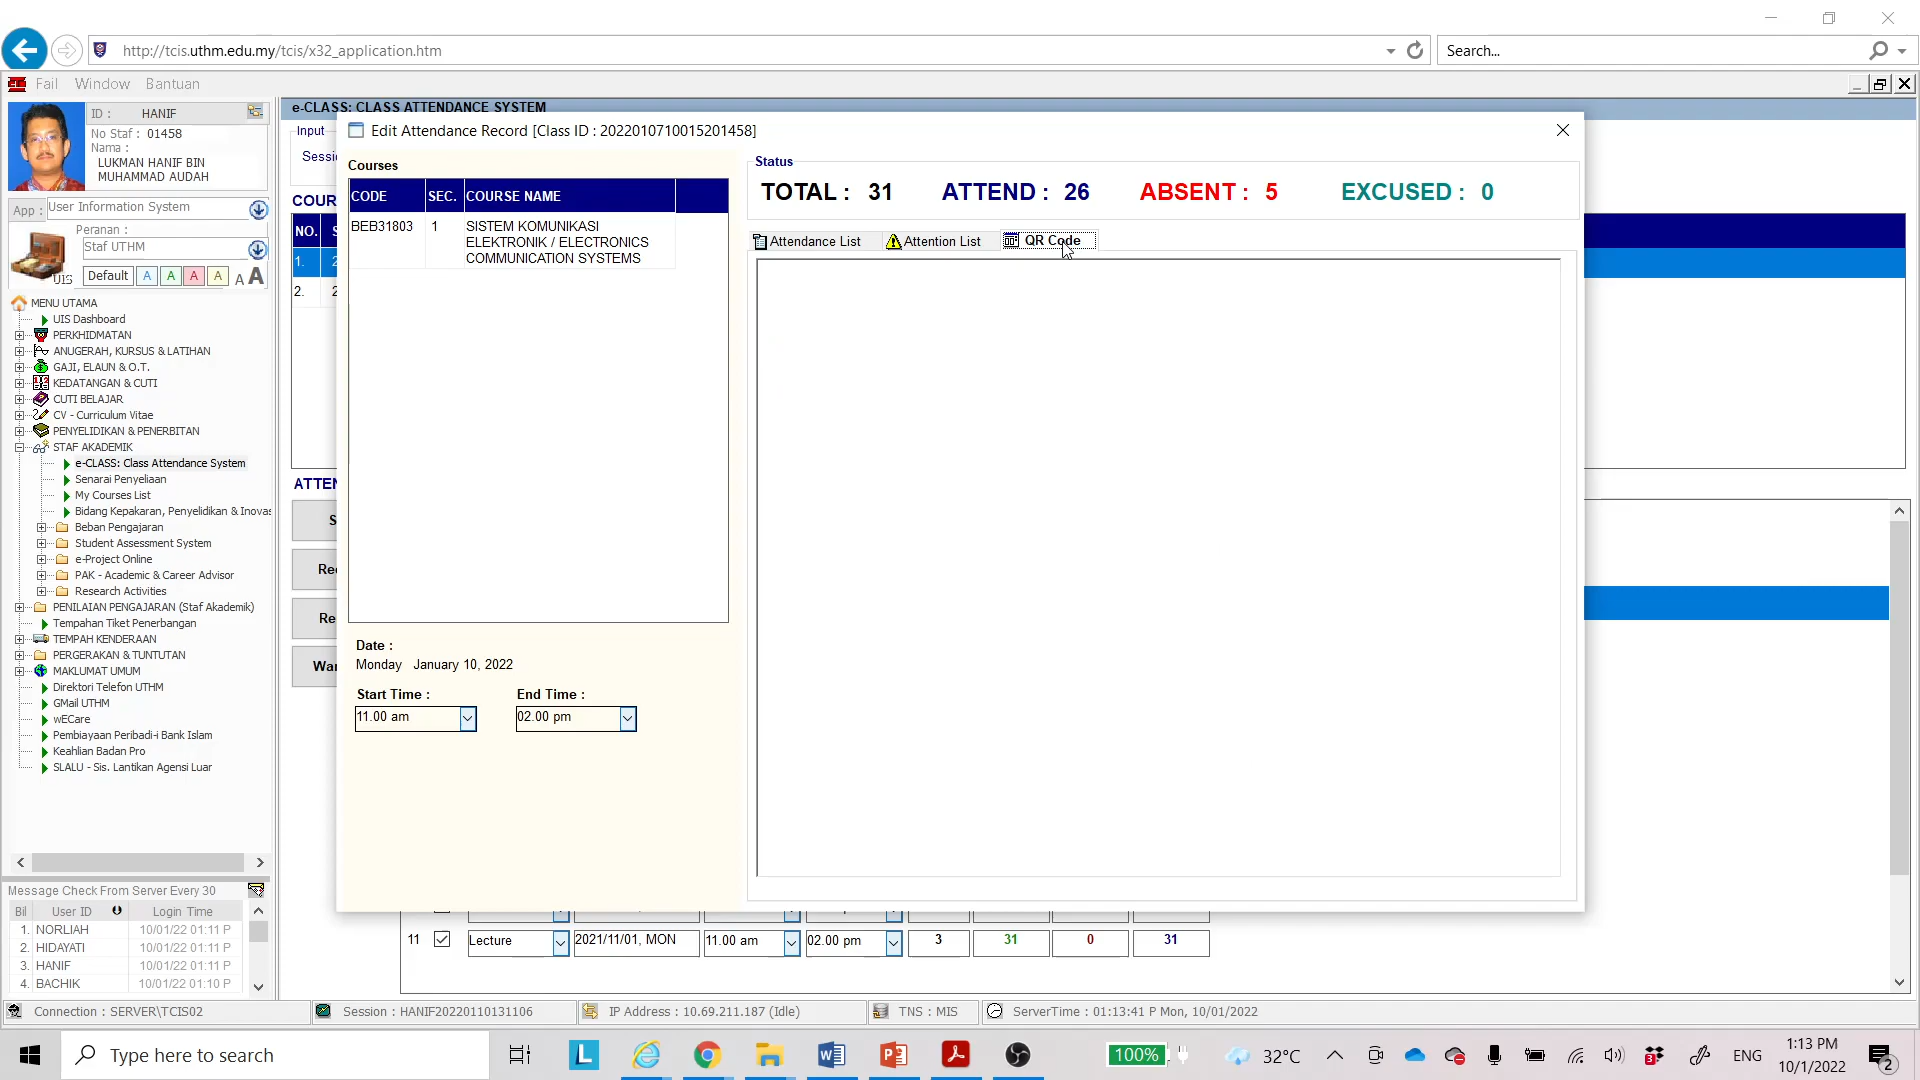 http://tcis.uthm.edu.my/tcis/x32_application.htm
Search...
Fail Window Bantuan
ID : HANIF
No Staf : 01458
Nama :
LUKMAN HANIF BIN
MUHAMMAD AUDAH
App : User Information System
Peranan :
Staf UTHM
UIS
Default A A A A A A
MENU UTAMA
UIS Dashboard
PERKHIDMATAN
ANUGERAH, KURSUS & LATIHAN
GAJI, ELAUN & O.T.
KEDATANGAN & CUTI
CUTI BELAJAR
CV - Curriculum Vitae
PENYELIDIKAN & PENERBITAN
STAF AKADEMIK
e-CLASS: Class Attendance System
Senarai Penyeliaan
My Courses List
Bidang Kepakaran, Penyelidikan & Inovas
Beban Pengajaran
Student Assessment System
e-Project Online
PAK - Academic & Career Advisor
Research Activities
PENILAIAN PENGAJARAN (Staf Akademik)
Tempahan Tiket Penerbangan
TEMPAH KENDERAAN
PERGERAKAN & TUNTUTAN
MAKLUMAT UMUM
Direktori Telefon UTHM
GMail UTHM
wECare
Pembiayaan Peribadi-i Bank Islam
Keahlian Badan Pro
SLALU - Sis. Lantikan Agensi Luar
Message Check From Server Every 30
Bil User ID Login Time
1. NORLIAH 10/01/22 01:11 P
2. HIDAYATI 10/01/22 01:11 P
3. HANIF 10/01/22 01:11 P
4. BACHIK 10/01/22 01:10 P
e-CLASS: CLASS ATTENDANCE SYSTEM
Input
Sessi
COUR
NO. S
1. 2
2. 2
ATTEN
S
Re
Re
Wa
Edit Attendance Record [Class ID : 2022010710015201458]
Courses
CODE SEC. COURSE NAME
BEB31803 1 SISTEM KOMUNIKASI
ELEKTRONIK / ELECTRONICS
COMMUNICATION SYSTEMS
Date :
Monday January 10, 2022
Start Time : End Time :
11.00 am 02.00 pm
Status
TOTAL : 31 ATTEND : 26 ABSENT : 5 EXCUSED : 0
Attendance List Attention List QR Code
11 Lecture 2021/11/01, MON 11.00 am 02.00 pm 3 31 0 31
Connection : SERVER\TCIS02 Session : HANIF20220110131106 IP Address : 10.69.211.187 (Idle) TNS : MIS ServerTime : 01:13:41 P Mon, 10/01/2022
Type here to search
100% 32°C 3 ENG 1:13 PM
10/1/2022 2